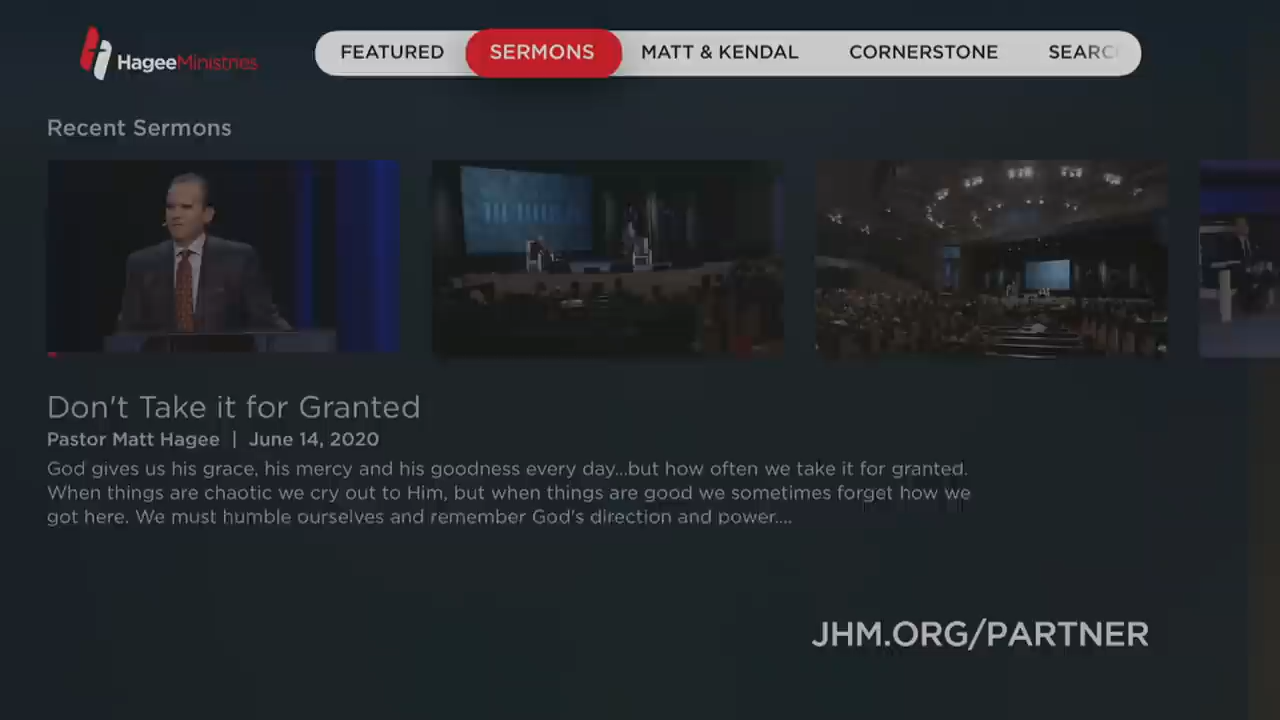 HageeMinistries
FEATURED SERMONS MATT & KENDAL CORNERSTONE SEARC
Recent Sermons
Don't Take it for Granted
Pastor Matt Hagee | June 14, 2020
God gives us his grace, his mercy and his goodness every day...but how often we take it for granted.
When things are chaotic we cry out to Him, but when things are good we sometimes forget how we
got here. We must humble ourselves and remember God's direction and power....
JHM.ORG/PARTNER